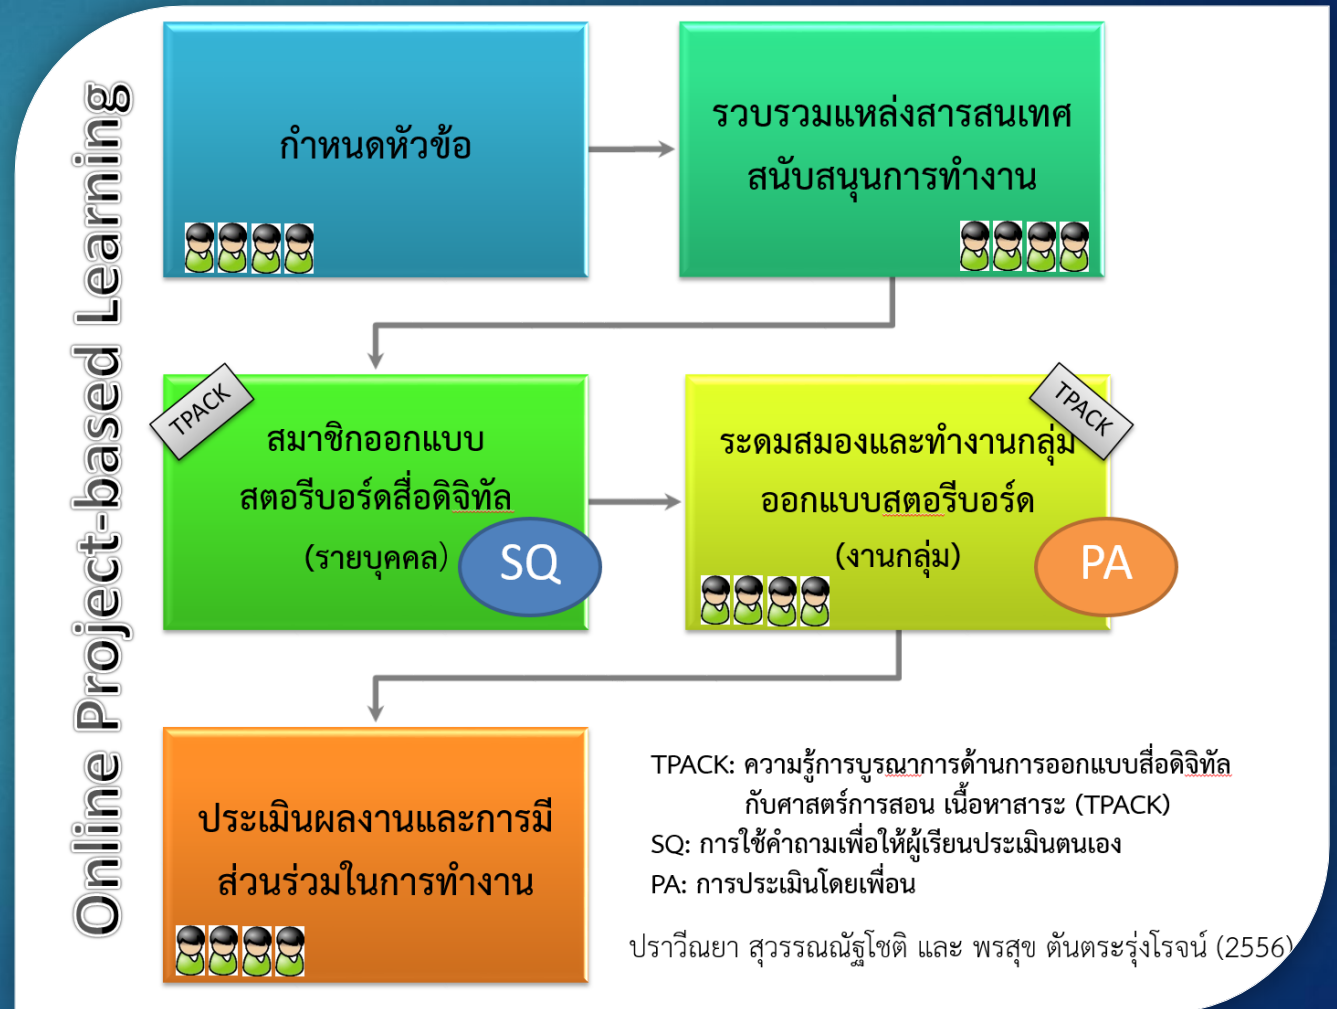 Online Project-based Learning
กำหนดหัวข้อ
รวบรวมแหล่งสารสนเทศ
สนับสนุนการทำงาน
TPACK
สมาชิกออกแบบ
สตอรีบอร์ดสื่อดิจิทัล
(รายบุคคล)
SQ
TPACK
ระดมสมองและทำงานกลุ่ม
ออกแบบสตอรีบอร์ด
(งานกลุ่ม)
PA
ประเมินผลงานและการมี
ส่วนร่วมในการทำงาน
TPACK: ความรู้การบูรณาการด้านการออกแบบสื่อดิจิทัล
กับศาสตร์การสอน เนื้อหาสาระ (TPACK)
SQ: การใช้คำถามเพื่อให้ผู้เรียนประเมินตนเอง
PA: การประเมินโดยเพื่อน
ปราวีณยา สุวรรณณัฐโชติ และ พรสุข ตันตระรุ่งโรจน์ (2556)